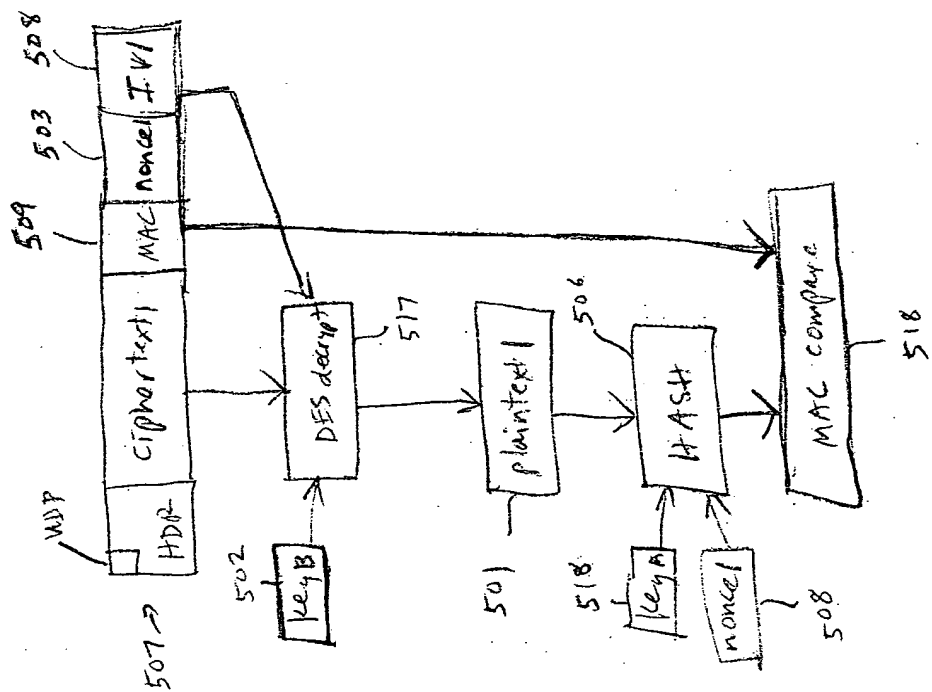 509
503
508
UDP
507
HDR
Ciphertext1
MAC
nonce1
IV1
502
Key B
DES decrypt
517
501
plaintext1
518
Key A
506
HASH
nonce1
508
MAC compare
518